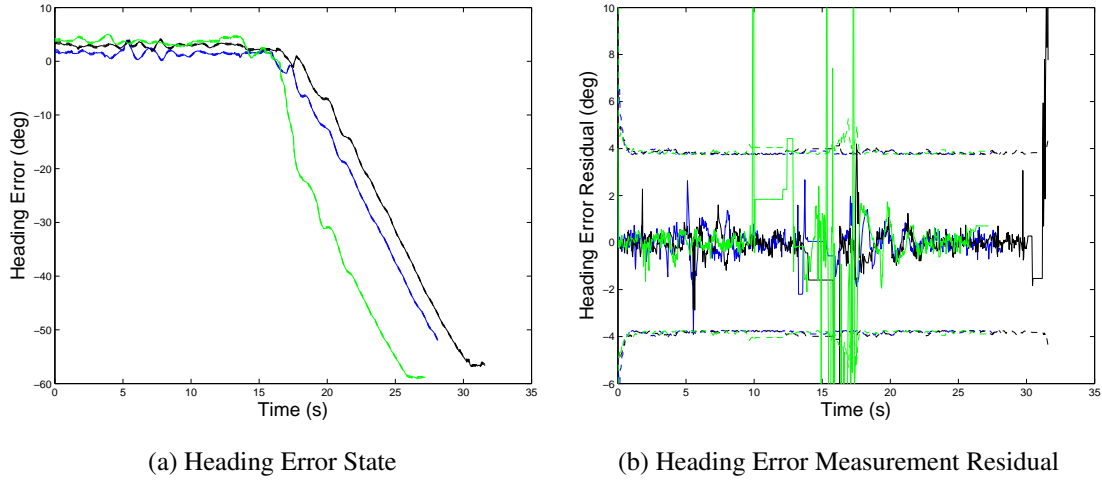 10
0
−10
−20
−30
−40
−50
−60
Heading Error (deg)
0 5 10 15 20 25 30 35
Time (s)
(a) Heading Error State
10
8
6
4
2
0
−2
−4
−6
Heading Error Residual (deg)
0 5 10 15 20 25 30 35
Time (s)
(b) Heading Error Measurement Residual